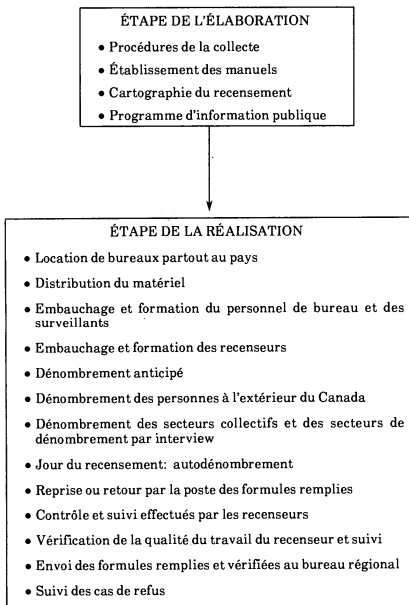 ÉTAPE DE L'ÉLABORATION
• Procédures de la collecte
• Établissement des manuels
• Cartographie du recensement
• Programme d'information publique
ÉTAPE DE LA RÉALISATION
• Location de bureaux partout au pays
• Distribution du matériel
• Embauchage et formation du personnel de bureau et des
surveillants
• Embauchage et formation des recenseurs
• Dénombrement anticipé
• Dénombrement des personnes à l'extérieur du Canada
• Dénombrement des secteurs collectifs et des secteurs de
dénombrement par interview
• Jour du recensement: autodénombrement
• Reprise ou retour par la poste des formules remplies
• Contrôle et suivi effectués par les recenseurs
• Vérification de la qualité du travail du recenseur et suivi
• Envoi des formules remplies et vérifiées au bureau régional
• Suivi des cas de refus